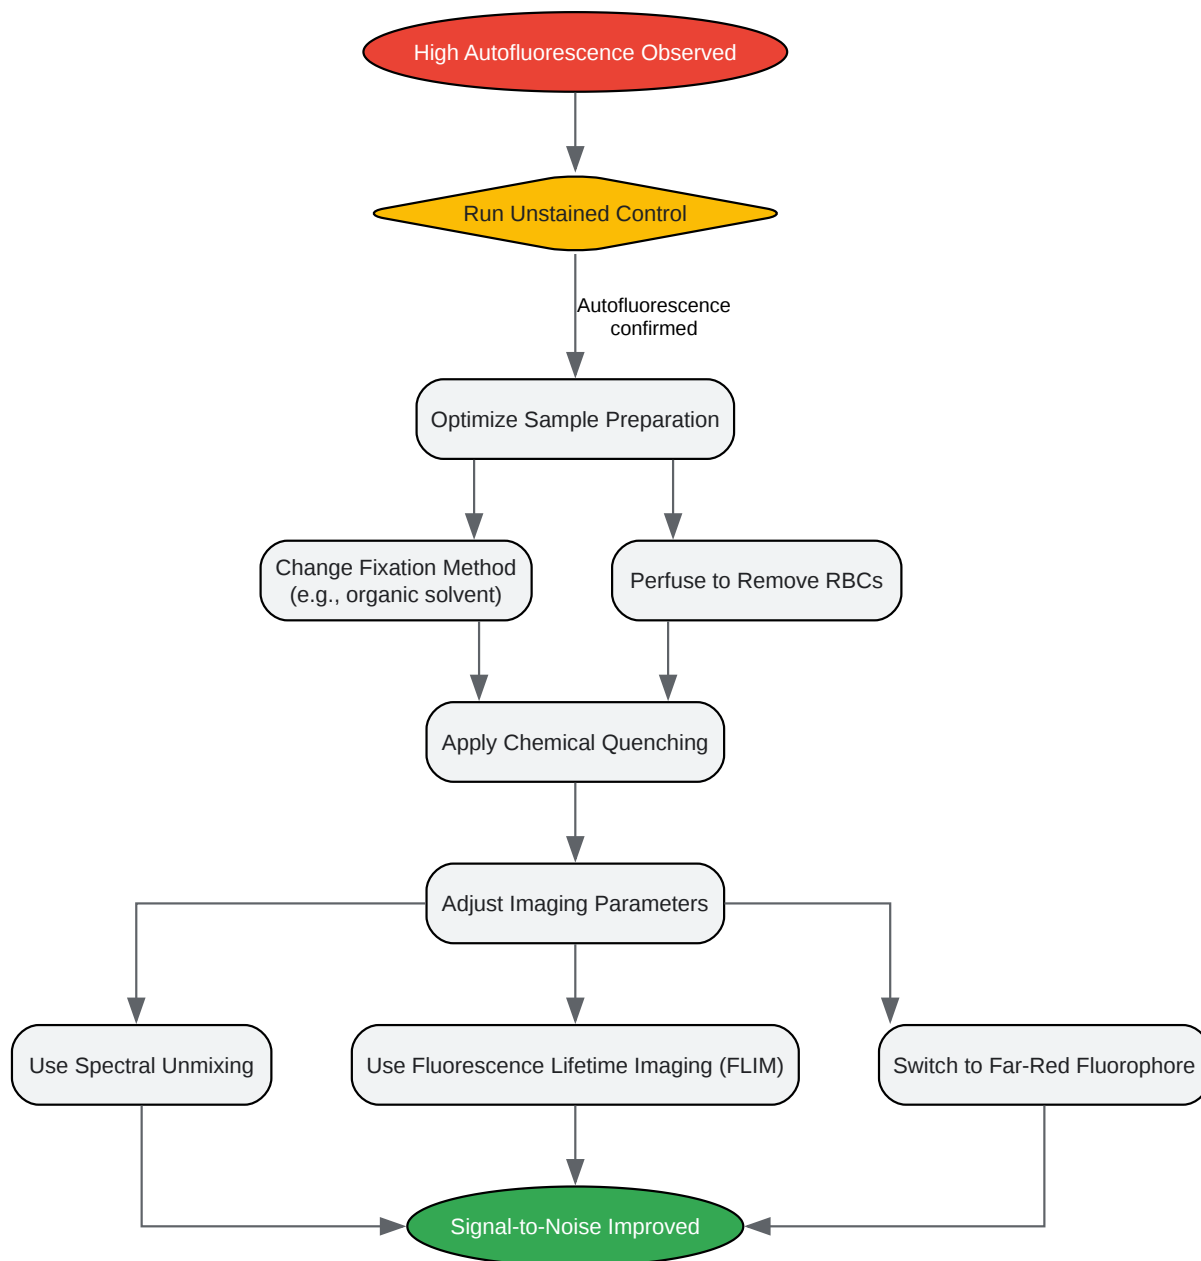 High Autofluorescence Observed
Run Unstained Control
Autofluorescence
confirmed
Optimize Sample Preparation
Change Fixation Method
(e.g., organic solvent)
Perfuse to Remove RBCs
Apply Chemical Quenching
Adjust Imaging Parameters
Use Spectral Unmixing
Use Fluorescence Lifetime Imaging (FLIM)
Switch to Far-Red Fluorophore
Signal-to-Noise Improved